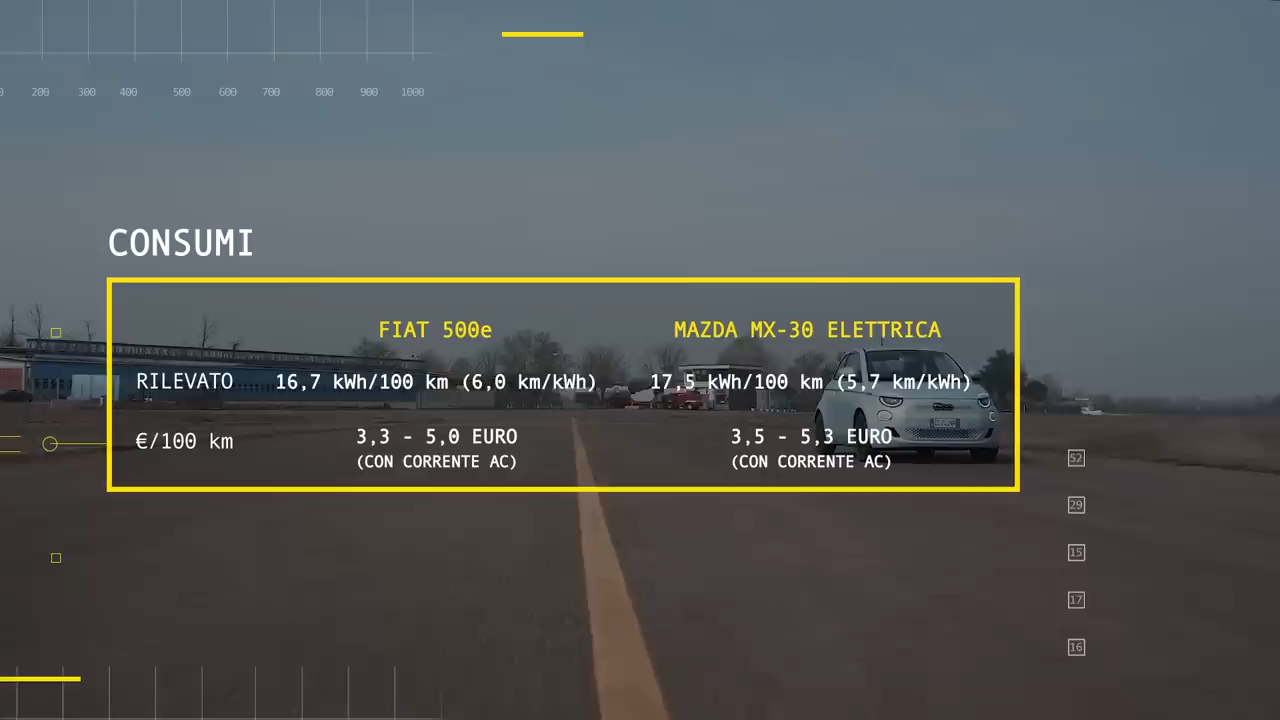 200 300 400 500 600 700 800 900 1000
CONSUMI
FIAT 500e MAZDA MX-30 ELETTRICA
RILEVATO 16,7 kWh/100 km (6,0 km/kWh) 17,5 kWh/100 km (5,7 km/kWh)
€/100 km 3,3 - 5,0 EURO 3,5 - 5,3 EURO
(CON CORRENTE AC) (CON CORRENTE AC)
52
29
15
17
16